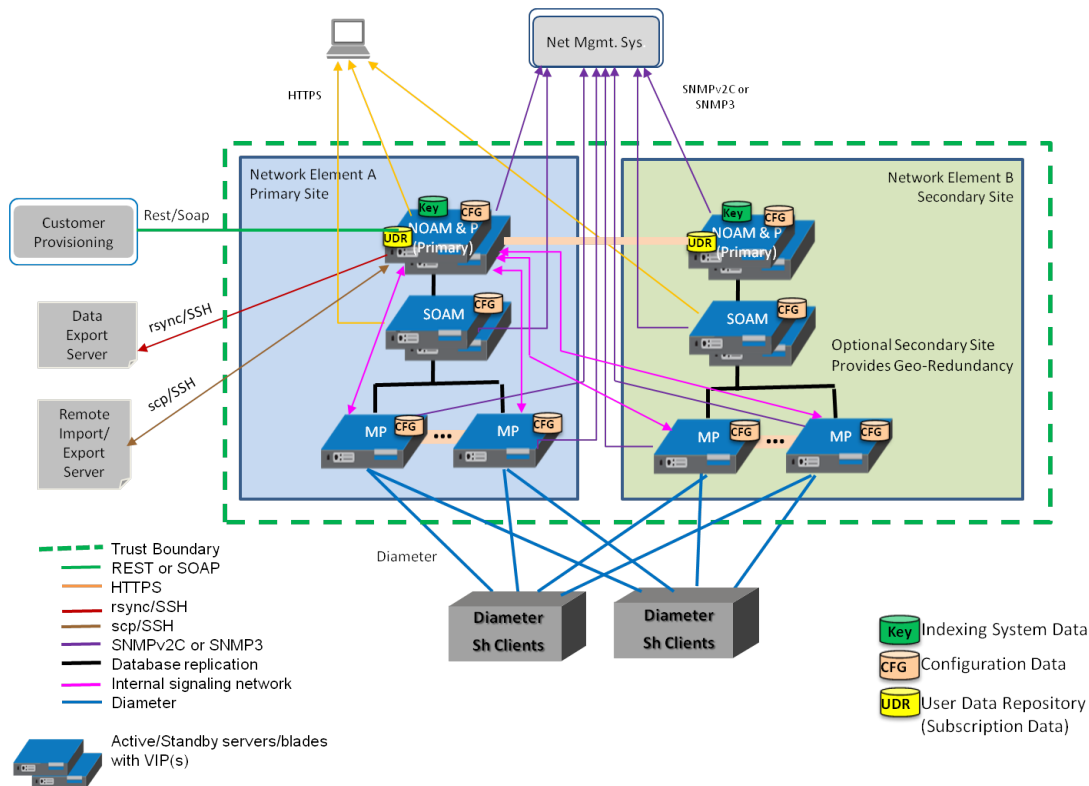 Net Mgmt. Sys.
HTTPS
SNMPv2C or
SNMP3
Network Element A
Primary Site
Network Element B
Secondary Site
Customer
Provisioning
Rest/Soap
Key
CFG
UDR
NOAM & P
(Primary)
Key
CFG
UDR
NOAM & P
(Primary)
Data
Export
Server
rsync/SSH
SOAM
CFG
SOAM
CFG
Optional Secondary Site
Provides Geo-Redundancy
scp/SSH
Remote
Import/
Export
Server
MP
CFG
...
MP
CFG
MP
CFG
...
MP
CFG
Diameter
Diameter
Sh Clients
Diameter
Sh Clients
Trust Boundary
REST or SOAP
HTTPS
rsync/SSH
scp/SSH
SNMPv2C or SNMP3
Database replication
Internal signaling network
Diameter
Active/Standby servers/blades
with VIP(s)
Key Indexing System Data
CFG Configuration Data
UDR User Data Repository
(Subscription Data)